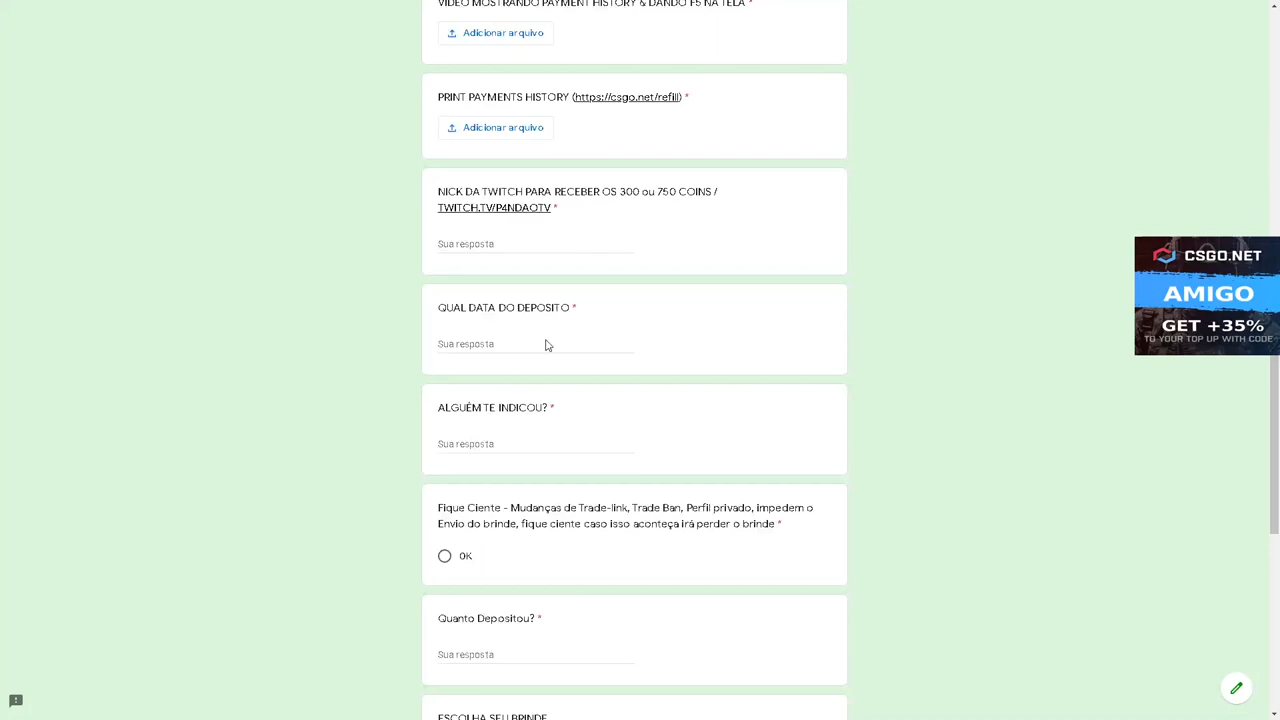 VIDEO MOSTRANDO PAYMENT HISTORY & DANDO F5 NA TELA *
Adicionar arquivo
PRINT PAYMENTS HISTORY (https://csgo.net/refill) *
Adicionar arquivo
NICK DA TWITCH PARA RECEBER OS 300 ou 750 COINS /
TWITCH.TV/P4NDAOTV *
Sua resposta
QUAL DATA DO DEPOSITO *
Sua resposta
ALGUÉM TE INDICOU? *
Sua resposta
Fique Ciente - Mudanças de Trade-link, Trade Ban, Perfil privado, impedem o
Envio do brinde, fique ciente caso isso aconteça irá perder o brinde *
OK
Quanto Depositou? *
Sua resposta
ESCOLHA SEU BRINDE
CSGO.NET
AMIGO
GET +35%
TO YOUR TOP UP WITH CODE